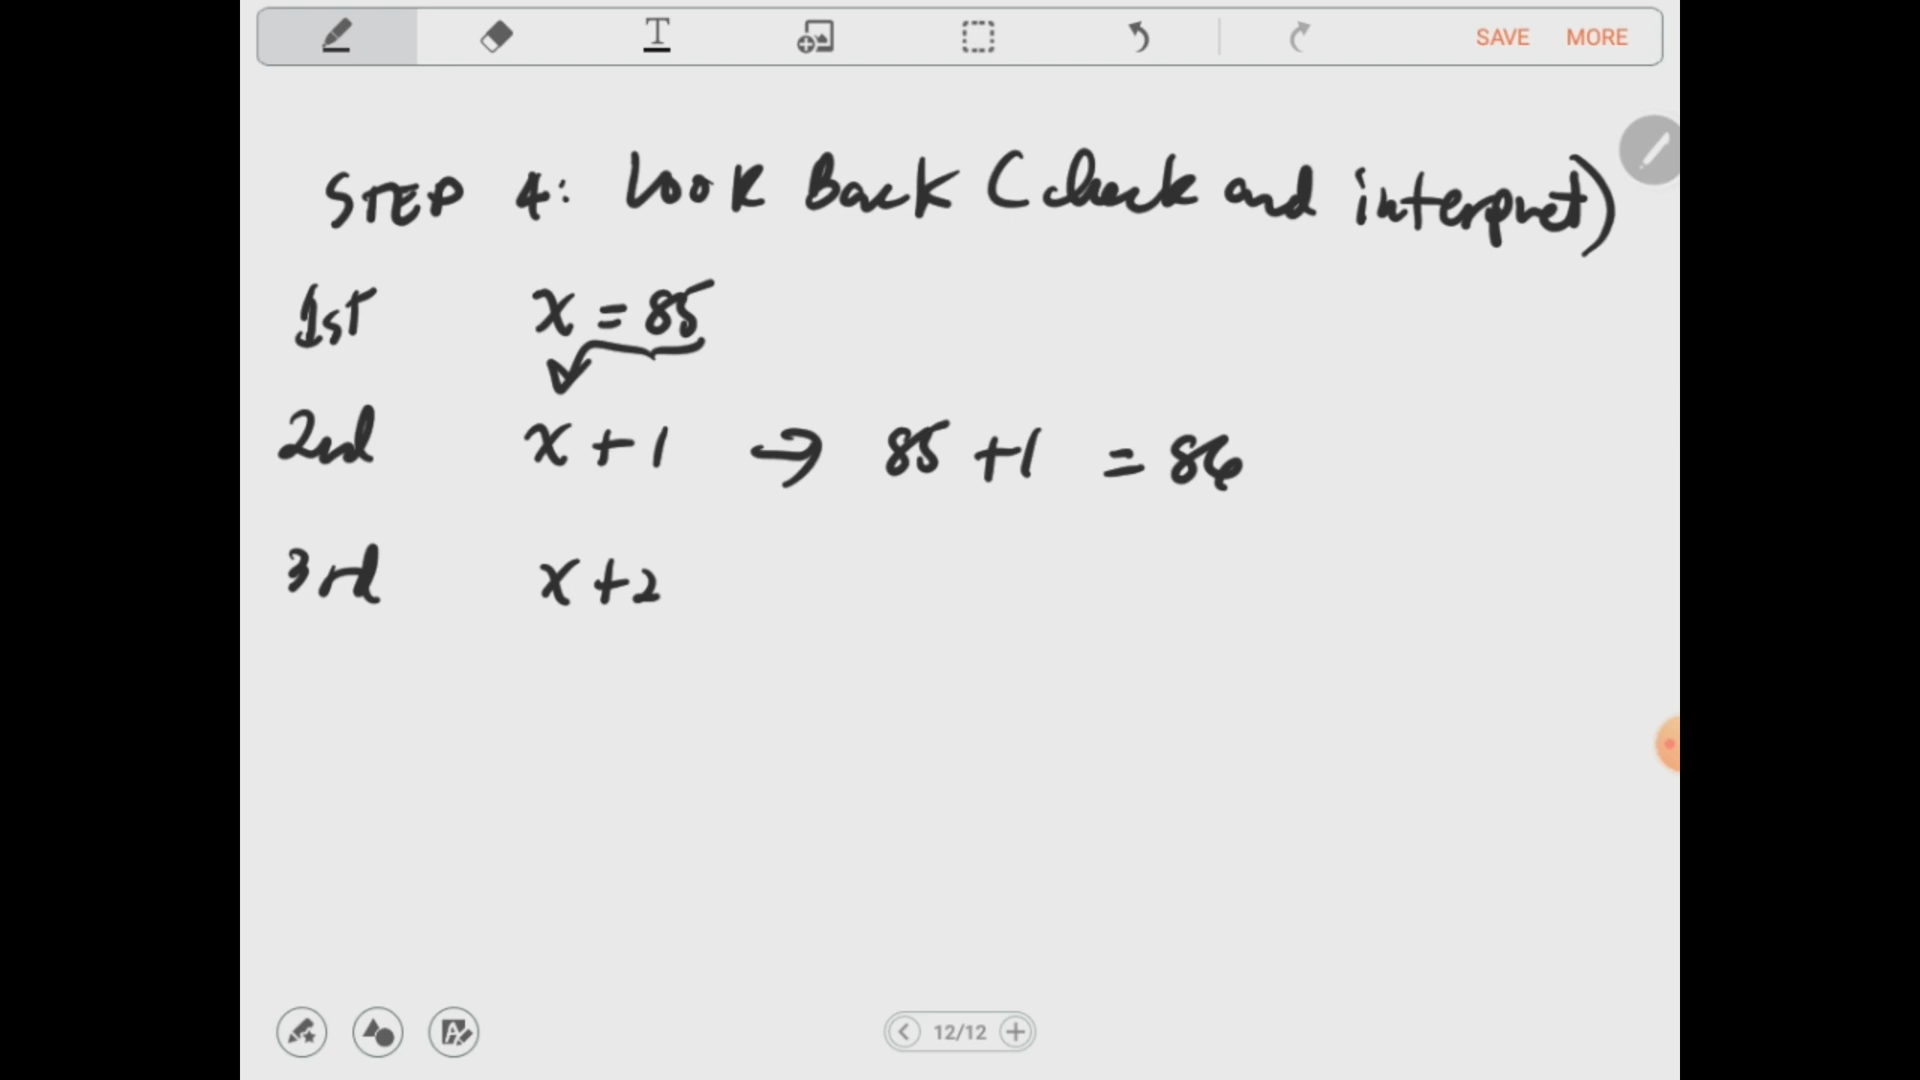 T SAVE MORE
STEP 4: Look Back (check and interpret)
1st x = 85
2nd x + 1 → 85 + 1 = 86
3rd x + 2
A 12/12